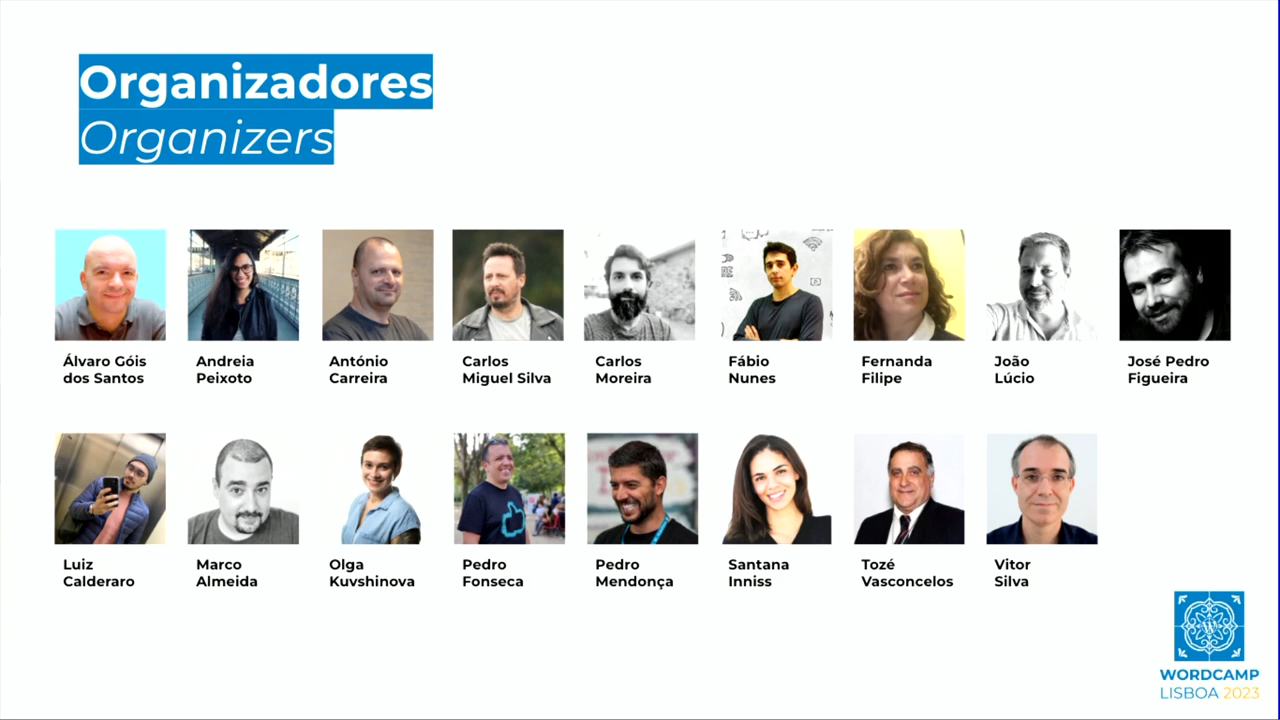 Organizadores
Organizers
Álvaro Góis
dos Santos
Andreia
Peixoto
António
Carreira
Carlos
Miguel Silva
Carlos
Moreira
Fábio
Nunes
Fernanda
Filipe
João
Lúcio
José Pedro
Figueira
Luiz
Calderaro
Marco
Almeida
Olga
Kuvshinova
Pedro
Fonseca
Pedro
Mendonça
Santana
Inniss
Tozé
Vasconcelos
Vitor
Silva
W
WORDCAMP
LISBOA 2023